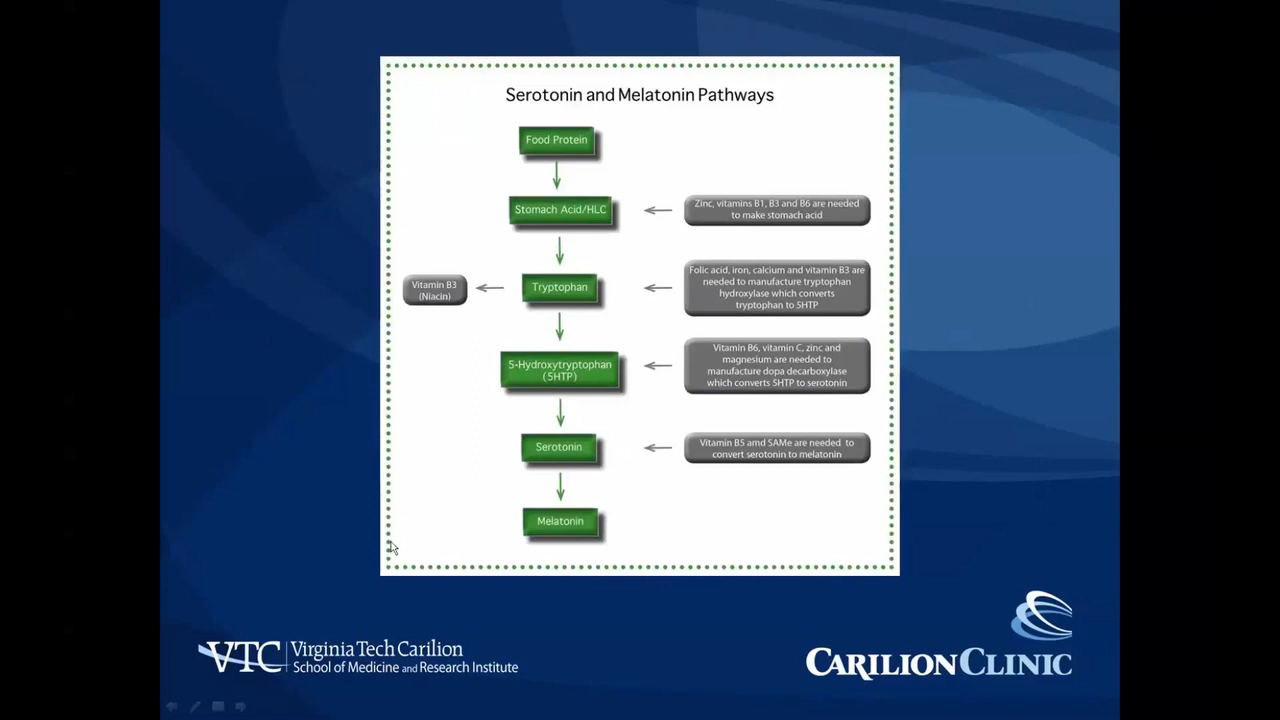 Serotonin and Melatonin Pathways
Food Protein
Stomach Acid/HLC
Zinc, vitamins B1, B3 and B6 are needed
to make stomach acid
Vitamin B3
(Niacin)
Tryptophan
Folic acid, iron, calcium and vitamin B3 are
needed to manufacture tryptophan
hydroxylase which converts
tryptophan to 5HTP
5-Hydroxytryptophan
(5HTP)
Vitamin B6, vitamin C, zinc and
magnesium are needed to
manufacture dopa decarboxylase
which converts 5HTP to serotonin
Serotonin
Vitamin B5 amd SAMe are needed to
convert serotonin to melatonin
Melatonin
VTC
Virginia Tech Carilion
School of Medicine and Research Institute
CARILION CLINIC